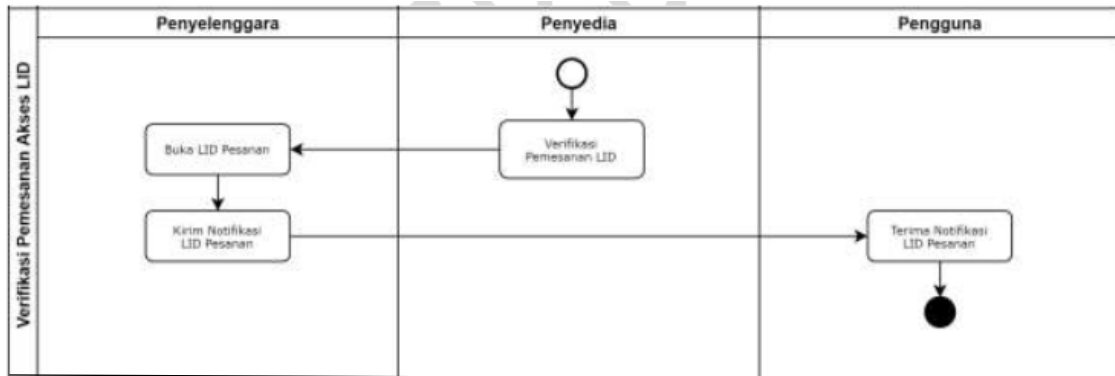 Penyelenggara
Penyedia
Pengguna
Verifikasi Pemesanan Akses LID
Verifikasi
Pemesanan LID
Buka LID Pesanan
Kirim Notifikasi
LID Pesanan
Terima Notifikasi
LID Pesanan